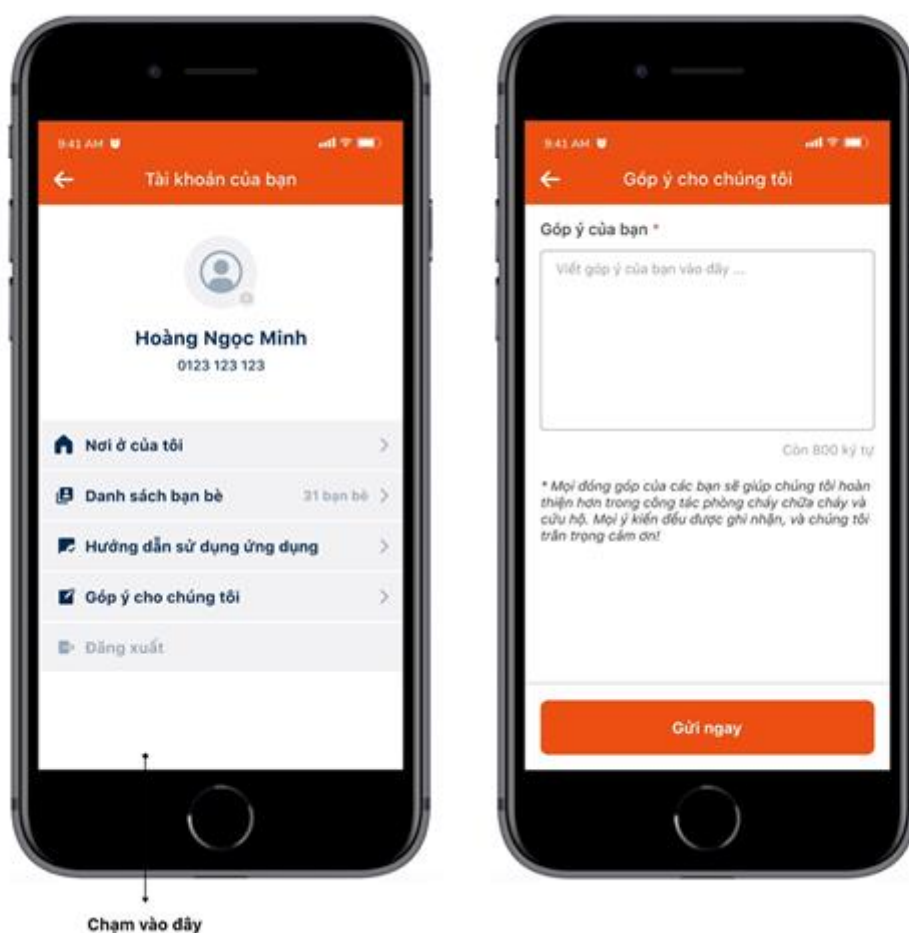 9:41 AM
Tài khoản của bạn
Hoàng Ngọc Minh
0123 123 123
Nơi ở của tôi
Danh sách bạn bè 31 bạn bè
Hướng dẫn sử dụng ứng dụng
Góp ý cho chúng tôi
Đăng xuất
Chạm vào đây
9:41 AM
Góp ý cho chúng tôi
Góp ý của bạn *
Viết góp ý của bạn vào đây ...
Còn 800 ký tự
* Mọi đóng góp của các bạn sẽ giúp chúng tôi hoàn
thiện hơn trong công tác phòng cháy chữa cháy và
cứu hộ. Mọi ý kiến đều được ghi nhận, và chúng tôi
trân trọng cảm ơn!
Gửi ngay